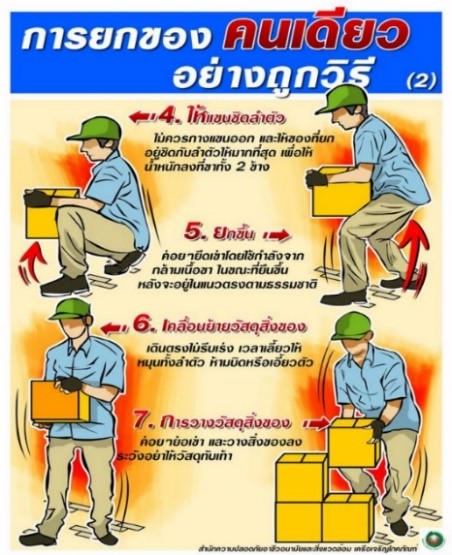 การยกของ คนเดียว
อย่างถูกวิธี (2)
4. ให้แขนชิดลำตัว
ไม่ควรกางแขนออก และให้ของที่ยก
อยู่ชิดกับลำตัวให้มากที่สุด เพื่อให้
น้ำหนักลงที่ขาทั้ง 2 ข้าง
5. ยกขึ้น
ค่อยๆยืดเข่าโดยใช้กำลังจาก
กล้ามเนื้อขา ในขณะที่ยืนขึ้น
หลังจะอยู่ในแนวตรงตามธรรมชาติ
6. เคลื่อนย้ายวัสดุสิ่งของ
เดินตรงไม่รีบเร่ง เวลาเลี้ยวให้
หมุนทั้งลำตัว ห้ามบิดหรือเอี้ยวตัว
7. การวางวัสดุสิ่งของ
ค่อยๆย่อเข่า และวางสิ่งของลง
ระวังอย่าให้วัสดุทับเท้า
สำนักความปลอดภัยอาชีวอนามัยและสิ่งแวดล้อม เครือเจริญโภคภัณฑ์